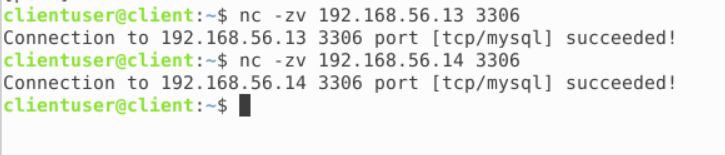 clientuser@client:~$ nc -zv 192.168.56.13 3306
Connection to 192.168.56.13 3306 port [tcp/mysql] succeeded!
clientuser@client:~$ nc -zv 192.168.56.14 3306
Connection to 192.168.56.14 3306 port [tcp/mysql] succeeded!
clientuser@client:~$